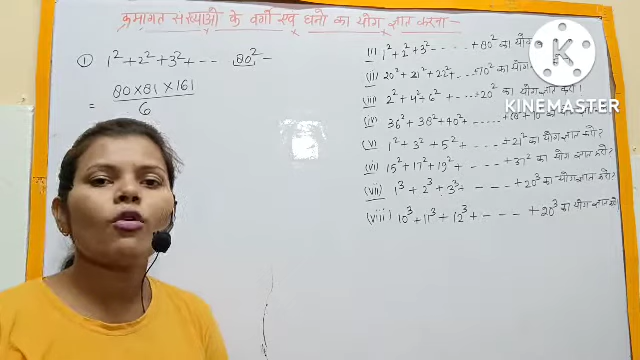 क्रमागत संख्याओं के वर्गों एवं घनों का योग ज्ञात करना -
① 1² + 2² + 3² + --- 80² -
= 80 × 81 × 161
6
(i) 1² + 2² + 3² - - - - + 80² का योग
(ii) 20² + 21² + 22² + ... 70² का योग
(iii) 2² + 4² + 6² + ... + 20² का योग ज्ञात करो।
(iv) 36² + 38² + 40² + ......
(v) 1² + 3² + 5² + ..... + 21² का योग ज्ञात करो?
(vi) 15² + 17² + 19² + - - - - + 37² का योग ज्ञात करो?
(vii) 1³ + 2³ + 3³ + - - - - + 20³ का योग ज्ञात करो?
(viii) 10³ + 11³ + 12³ + - - - - + 20³ का योग ज्ञात करो।
KINEMASTER